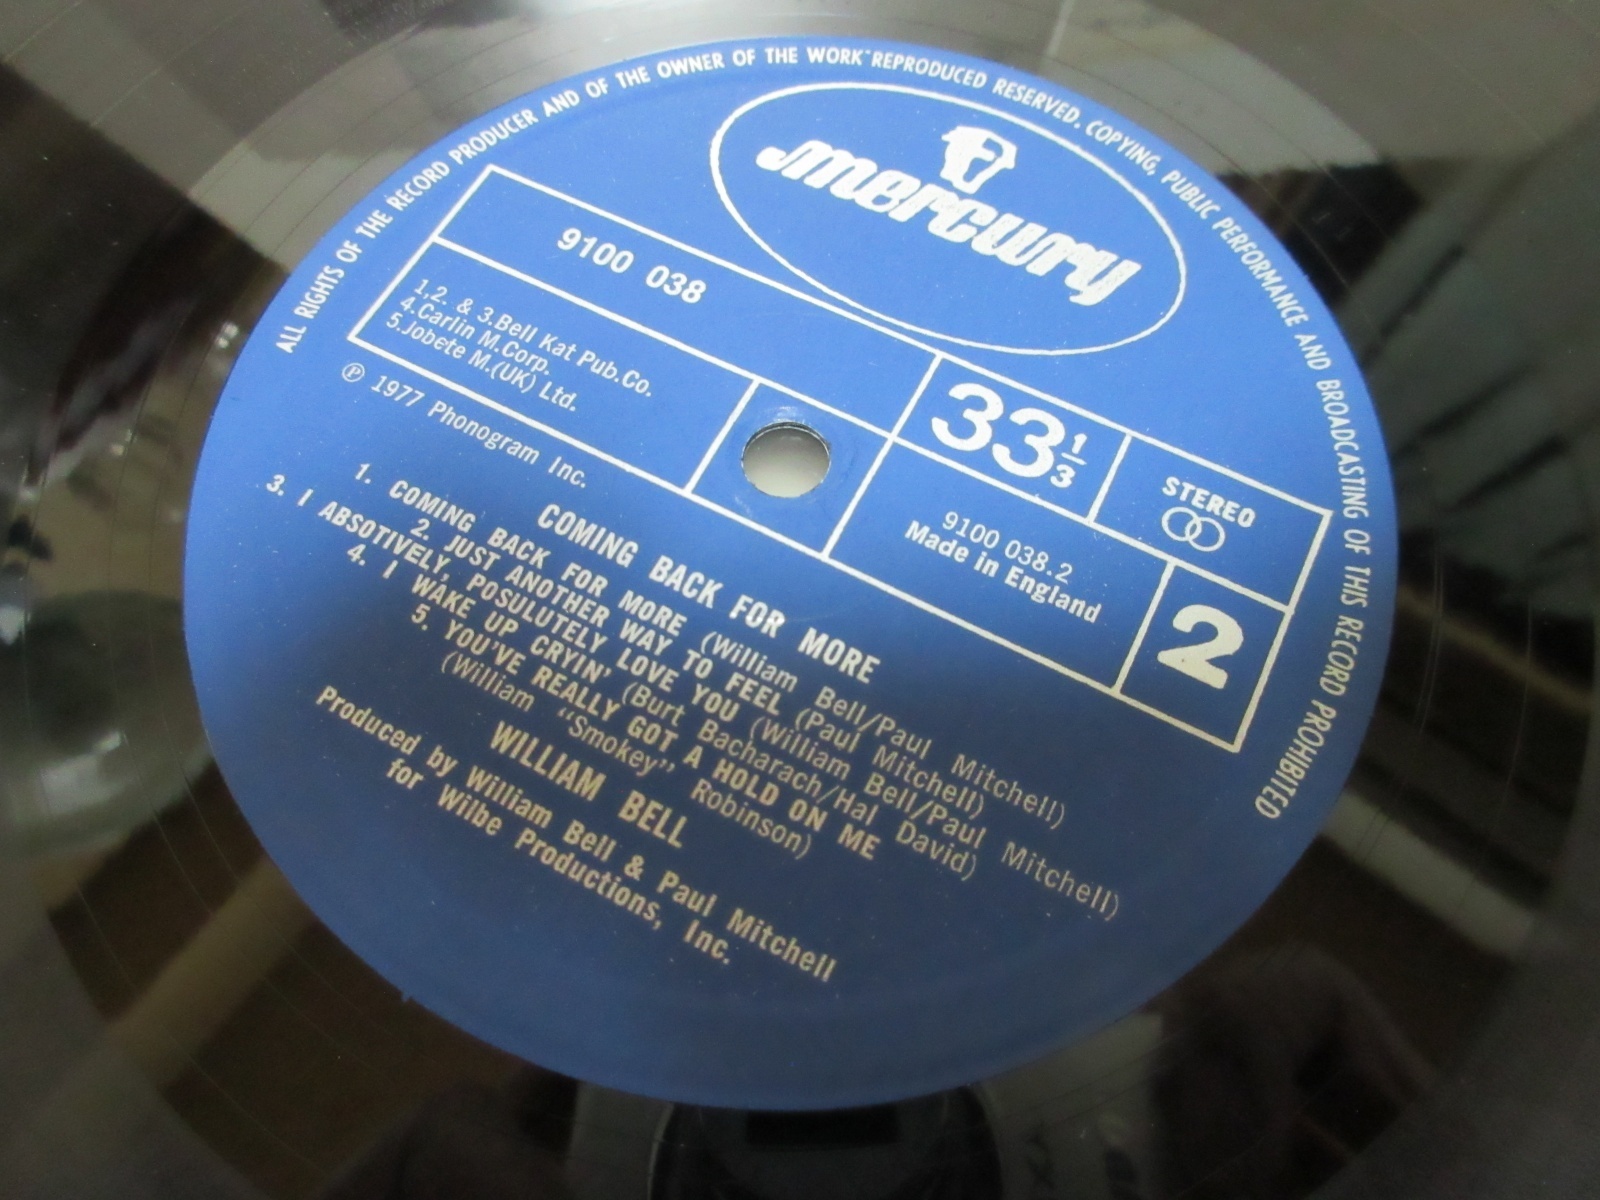 ALL RIGHTS OF THE RECORD PRODUCER AND OF THE OWNER OF THE WORK REPRODUCED RESERVED. COPYING, PUBLIC PERFORMANCE AND BROADCASTING OF THIS RECORD PROHIBITED
mercury
9100 038
1,2. & 3.Bell Kat Pub.Co.
4.Carlin M.Corp.
5.Jobete M.(UK) Ltd.
33 1/3
STEREO
9100 038.2
Made in England
2
℗ 1977 Phonogram Inc.
COMING BACK FOR MORE
1. COMING BACK FOR MORE (William Bell/Paul Mitchell)
2. JUST ANOTHER WAY TO FEEL (Paul Mitchell)
3. I ABSOTIVELY, POSULUTELY LOVE YOU (William Bell/Paul Mitchell)
4. I WAKE UP CRYIN' (Burt Bacharach/Hal David)
5. YOU'VE REALLY GOT A HOLD ON ME
(William "Smokey" Robinson)
WILLIAM BELL
Produced by William Bell & Paul Mitchell
for Wilbe Productions, Inc.